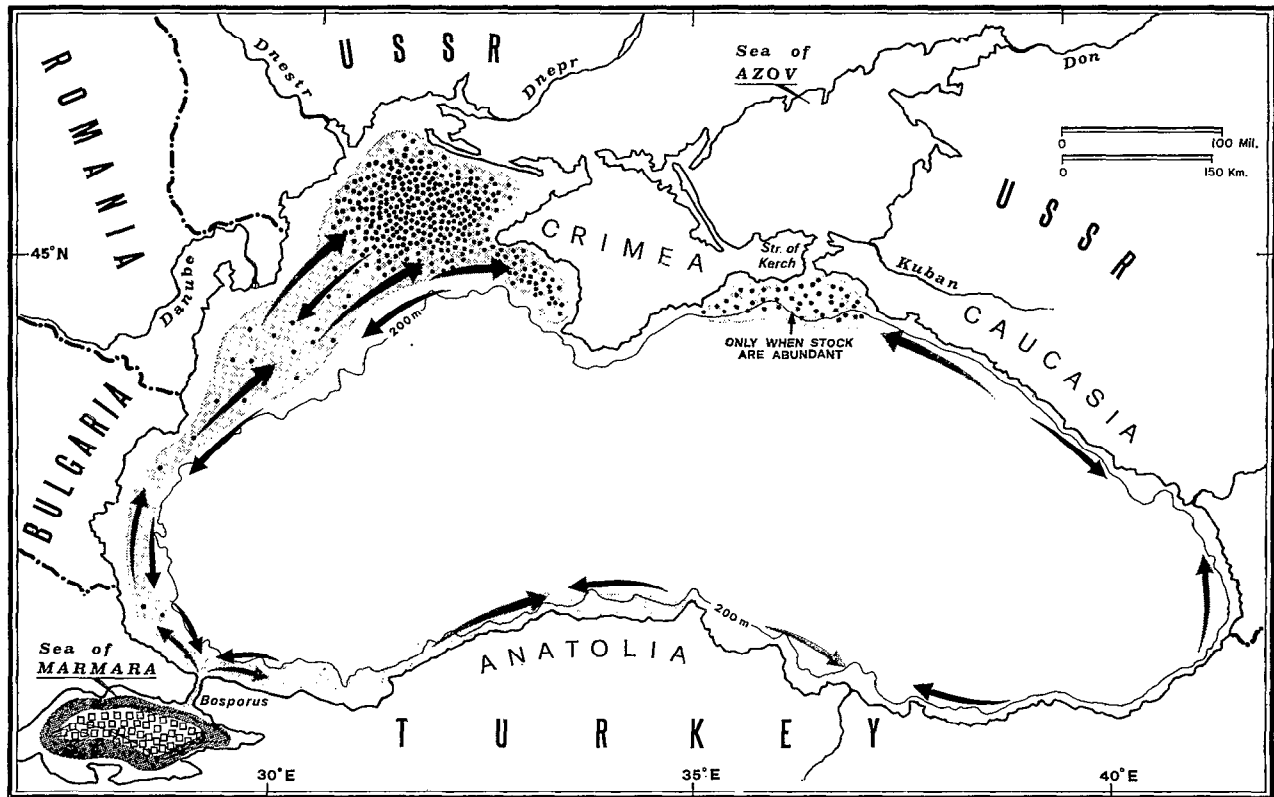 ROMANIA
USSR
Dnestr
Dnepr
Sea of
AZOV
Don
0 100 Mil.
0 150 Km.
USSR
45°N
CRIMEA
Str. of
Kerch
Kuban
Danube
CAUCASIA
200m
ONLY WHEN STOCK
ARE ABUNDANT
BULGARIA
200m
ANATOLIA
Sea of
MARMARA
Bosporus
TURKEY
30°E
35°E
40°E